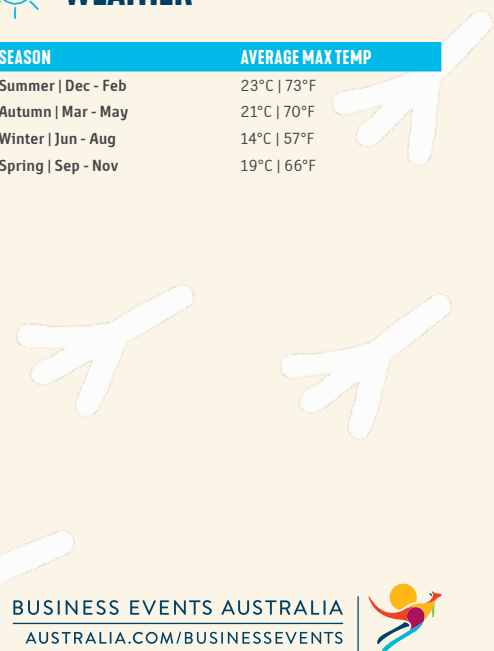 WEATHER
SEASON AVERAGE MAX TEMP
Summer | Dec - Feb 23°C | 73°F
Autumn | Mar - May 21°C | 70°F
Winter | Jun - Aug 14°C | 57°F
Spring | Sep - Nov 19°C | 66°F
BUSINESS EVENTS AUSTRALIA
AUSTRALIA.COM/BUSINESSEVENTS